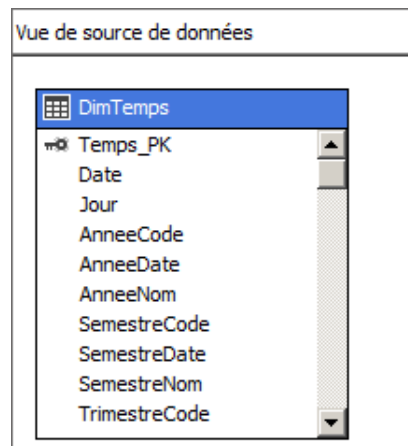 Vue de source de données
DimTemps
Temps_PK
Date
Jour
AnneeCode
AnneeDate
AnneeNom
SemestreCode
SemestreDate
SemestreNom
TrimestreCode